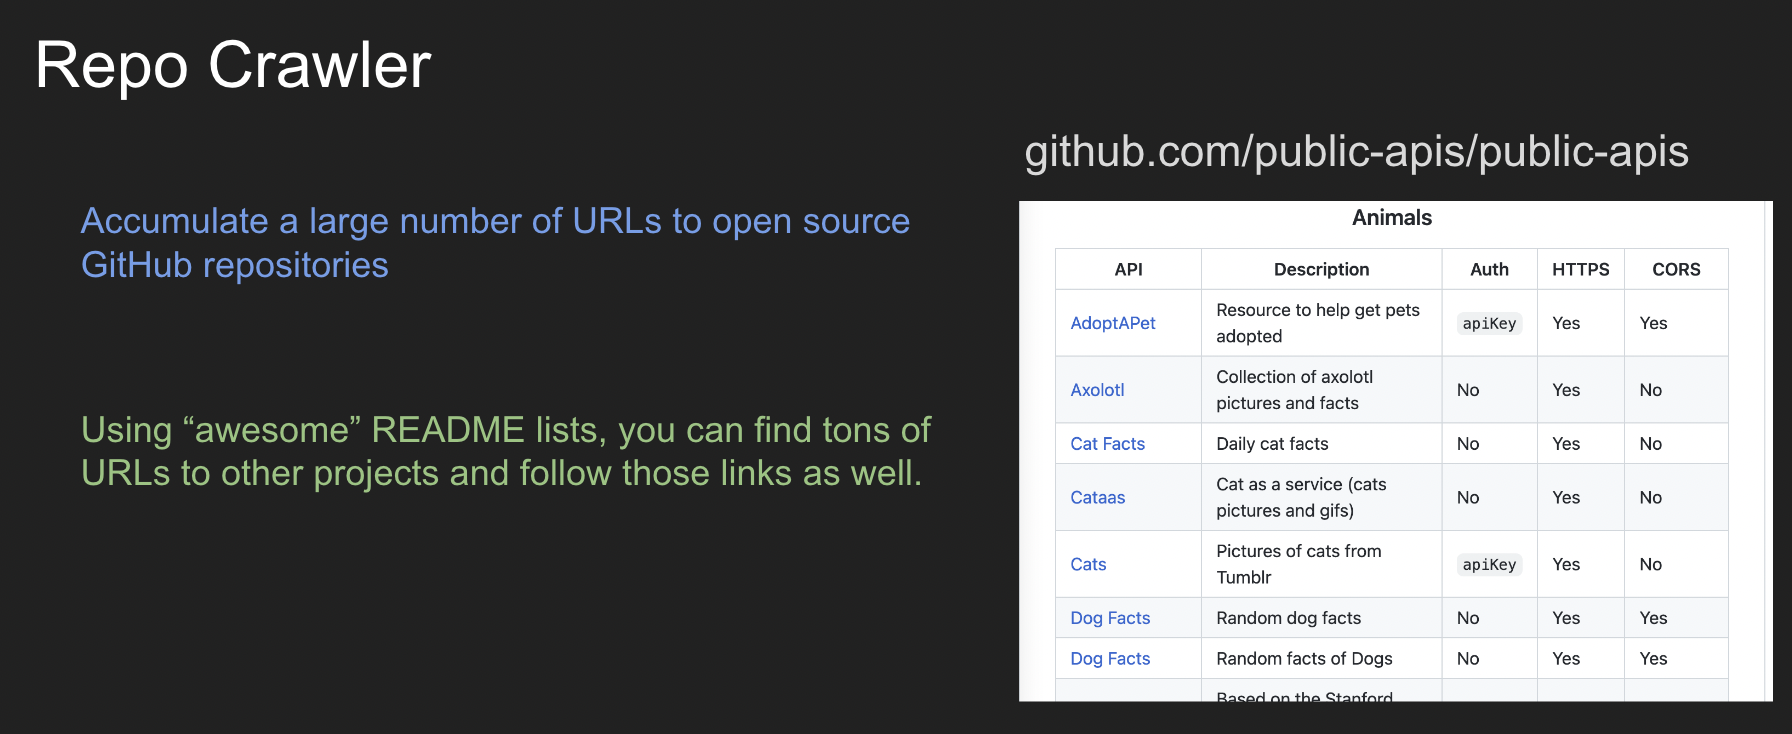 Repo Crawler
Accumulate a large number of URLs to open source
GitHub repositories
Using “awesome” README lists, you can find tons of
URLs to other projects and follow those links as well.
github.com/public-apis/public-apis
Animals
API Description Auth HTTPS CORS
AdoptAPet Resource to help get pets adopted apiKey Yes Yes
Axolotl Collection of axolotl pictures and facts No Yes No
Cat Facts Daily cat facts No Yes No
Cataas Cat as a service (cats pictures and gifs) No Yes No
Cats Pictures of cats from Tumblr apiKey Yes No
Dog Facts Random dog facts No Yes Yes
Dog Facts Random facts of Dogs No Yes Yes
Based on the Stanford